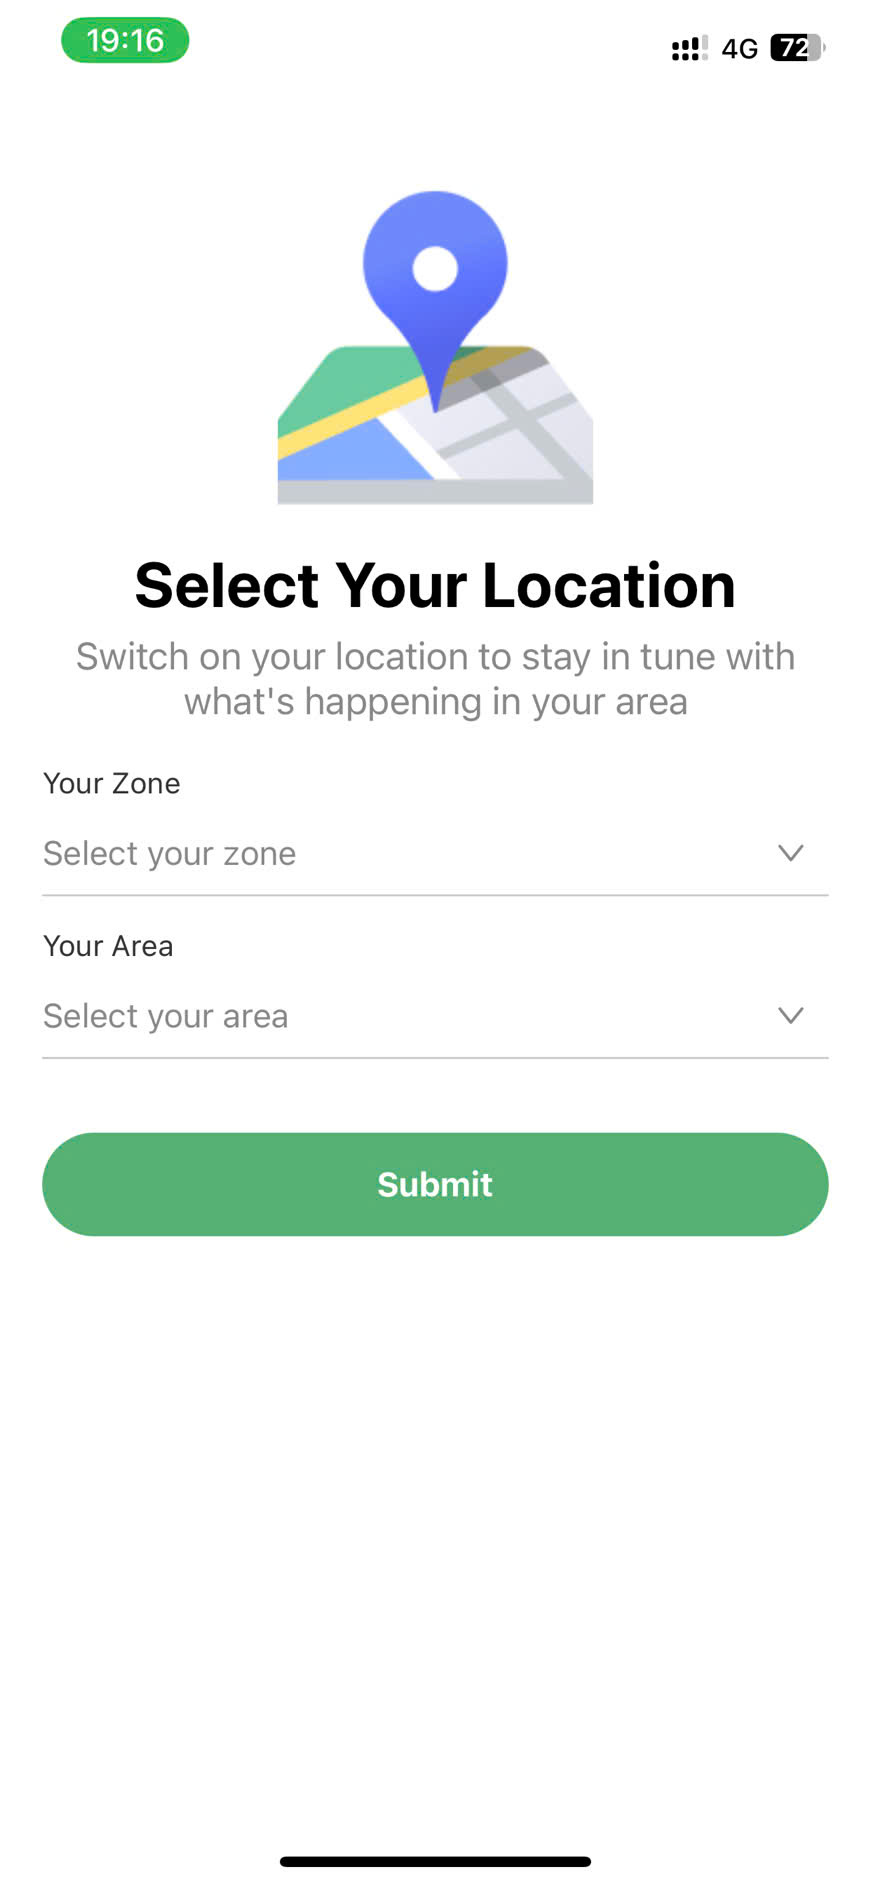 19:16
4G 72
Select Your Location
Switch on your location to stay in tune with
what's happening in your area
Your Zone
Select your zone
Your Area
Select your area
Submit